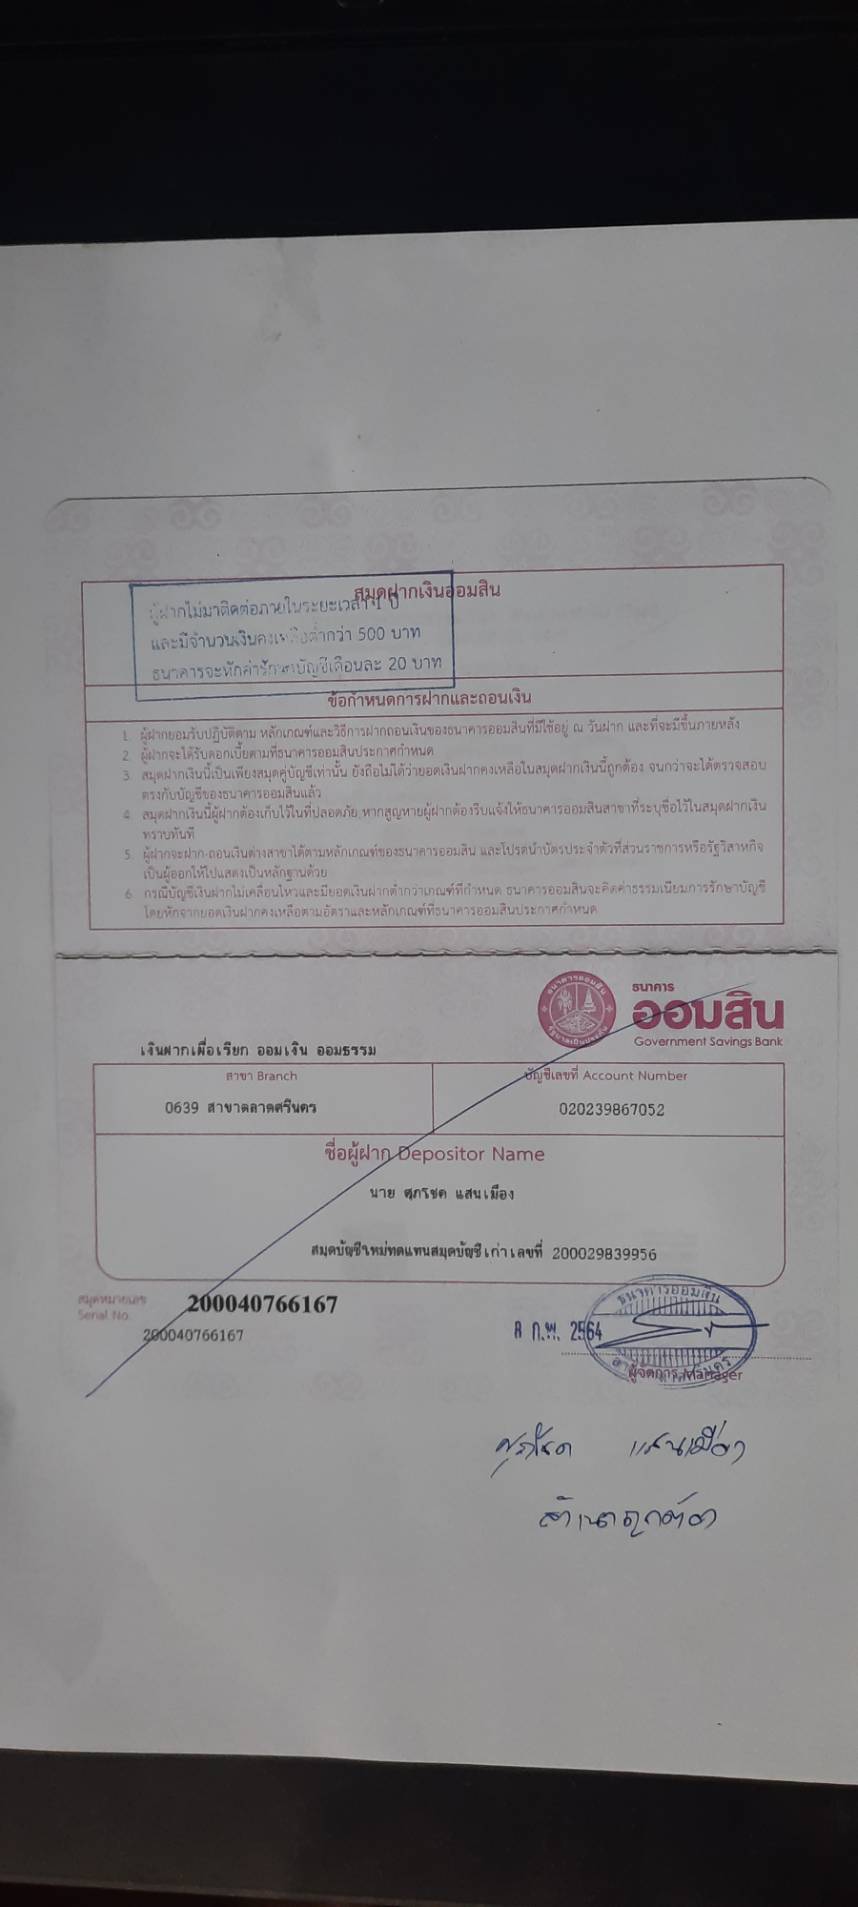 สมุดฝากเงินออมสิน
ผู้ฝากไม่มาติดต่อภายในระยะเวลา 1 ปี
และมีจำนวนเงินคงเหลือต่ำกว่า 500 บาท
ธนาคารจะหักค่ารักษาบัญชีเดือนละ 20 บาท
ข้อกำหนดการฝากและถอนเงิน
1. ผู้ฝากยอมรับปฏิบัติตาม หลักเกณฑ์และวิธีการฝากถอนเงินของธนาคารออมสินที่มีใช้อยู่ ณ วันฝาก และที่จะมีขึ้นภายหลัง
2. ผู้ฝากจะได้รับดอกเบี้ยตามที่ธนาคารออมสินประกาศกำหนด
3. สมุดฝากเงินนี้เป็นเพียงสมุดคู่บัญชีเท่านั้น ยังถือไม่ได้ว่ายอดเงินฝากคงเหลือในสมุดฝากเงินนี้ถูกต้อง จนกว่าจะได้ตรวจสอบ
ตรงกับบัญชีของธนาคารออมสินแล้ว
4. สมุดฝากเงินนี้ผู้ฝากต้องเก็บไว้ในที่ปลอดภัย หากสูญหายผู้ฝากต้องรีบแจ้งให้ธนาคารออมสินสาขาที่ระบุชื่อไว้ในสมุดฝากเงิน
ทราบทันที
5. ผู้ฝากจะฝาก-ถอนเงินต่างสาขาได้ตามหลักเกณฑ์ของธนาคารออมสิน และโปรดนำบัตรประจำตัวที่ส่วนราชการหรือรัฐวิสาหกิจ
เป็นผู้ออกให้ไปแสดงเป็นหลักฐานด้วย
6. กรณีบัญชีเงินฝากไม่เคลื่อนไหวและมียอดเงินฝากต่ำกว่าเกณฑ์ที่กำหนด ธนาคารออมสินจะคิดค่าธรรมเนียมการรักษาบัญชี
โดยหักจากยอดเงินฝากคงเหลือตามอัตราและหลักเกณฑ์ที่ธนาคารออมสินประกาศกำหนด
ธนาคาร
ออมสิน
Government Savings Bank
เงินฝากเผื่อเรียก ออมเงิน ออมธรรม
สาขา Branch
บัญชีเลขที่ Account Number
0639 สาขาตลาดศรีนคร
020239867052
ชื่อผู้ฝาก Depositor Name
นาย ศุภโชค แสนเมือง
สมุดบัญชีใหม่ทดแทนสมุดบัญชีเก่าเลขที่ 200029839956
สมุดหมายเลข
Serial No.
200040766167
200040766167
8 ก.พ. 2564
ธนาคารออมสิน
ผู้จัดการ Manager
ศุภโชค แสนเมือง
สำเนาถูกต้อง